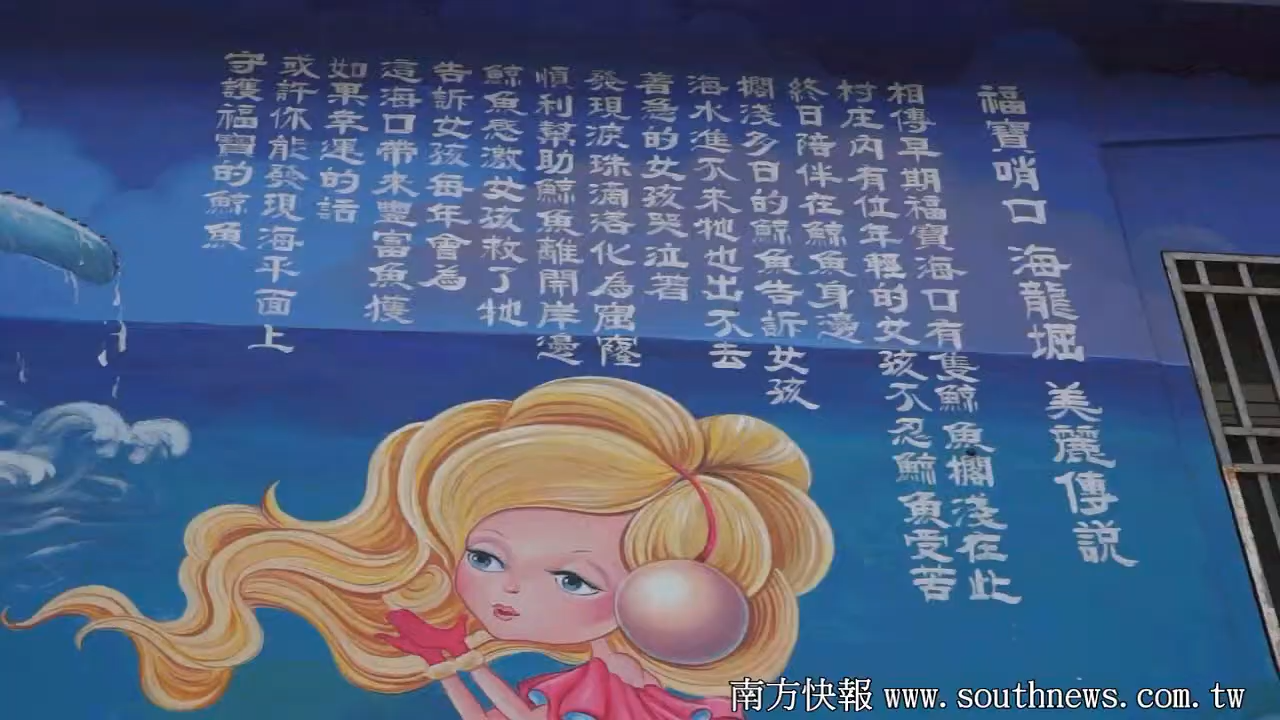 福寶哨口 海龍堀 美麗傳説
相傳早期福寶海口有隻鯨魚擱淺在此
村庄內有位年輕的女孩不忍鯨魚受苦
終日陪伴在鯨魚身邊
擱淺多日的鯨魚告訴女孩
海水進不來牠也出不去
著急的女孩哭泣著
發現淚珠滴落化為窟窿
順利幫助鯨魚離開岸邊
鯨魚感激女孩救了牠
告訴女孩每年會為
這海口帶來豐富魚獲
如果幸運的話
或許你能發現海平面上
守護福寶的鯨魚
南方快報 www.southnews.com.tw